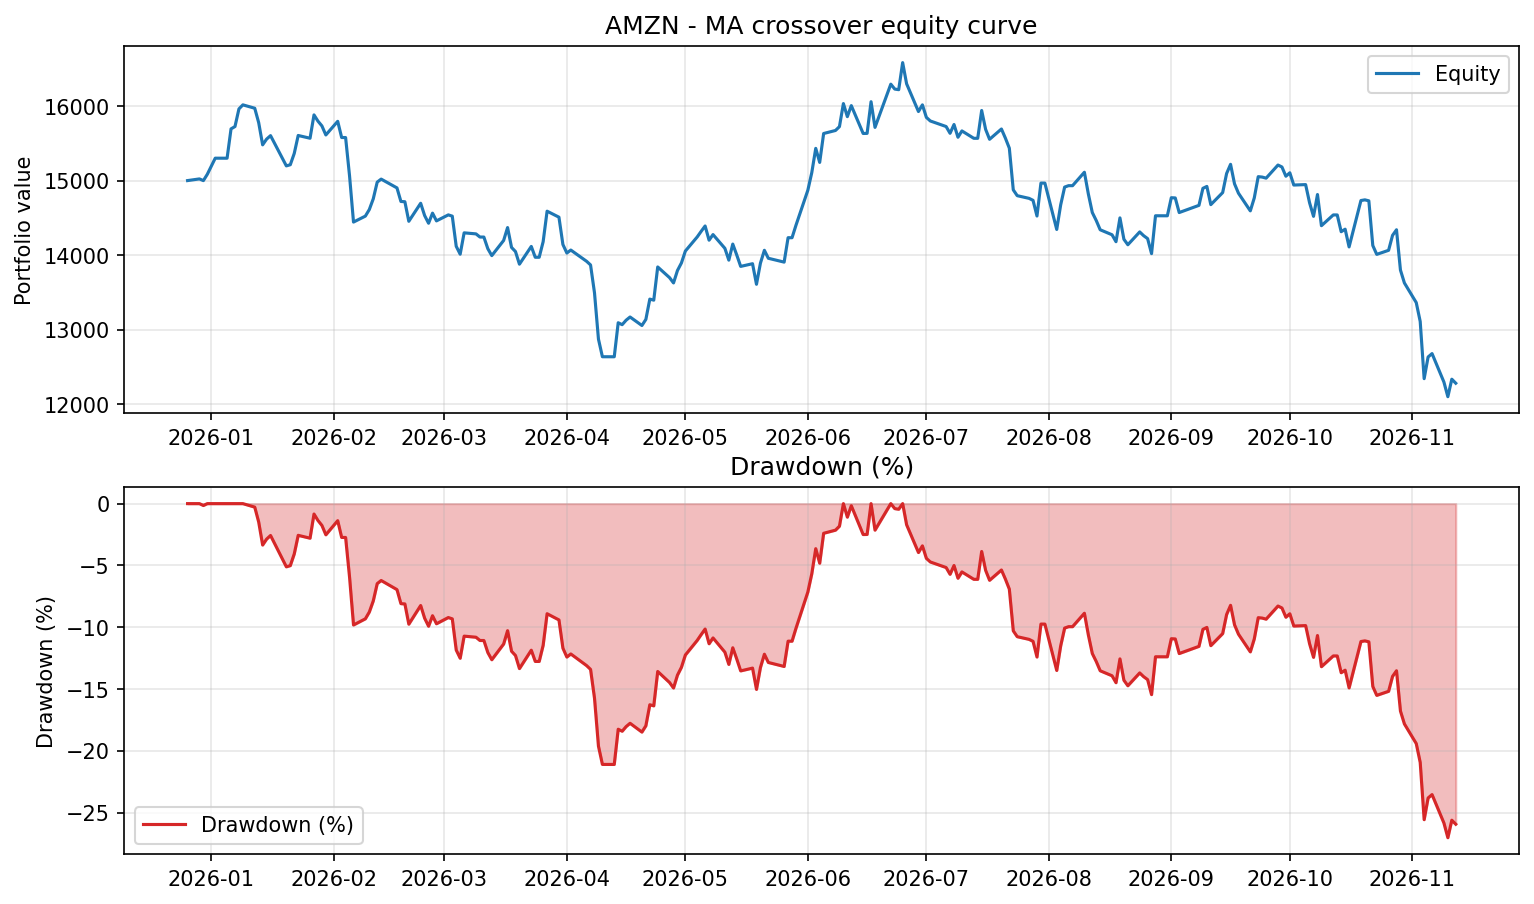 AMZN - MA crossover equity curve
Equity
Portfolio value
16000
15000
14000
13000
12000
2026-01 2026-02 2026-03 2026-04 2026-05 2026-06 2026-07 2026-08 2026-09 2026-10 2026-11
Drawdown (%)
Drawdown (%)
0
−5
−10
−15
−20
−25
Drawdown (%)
2026-01 2026-02 2026-03 2026-04 2026-05 2026-06 2026-07 2026-08 2026-09 2026-10 2026-11